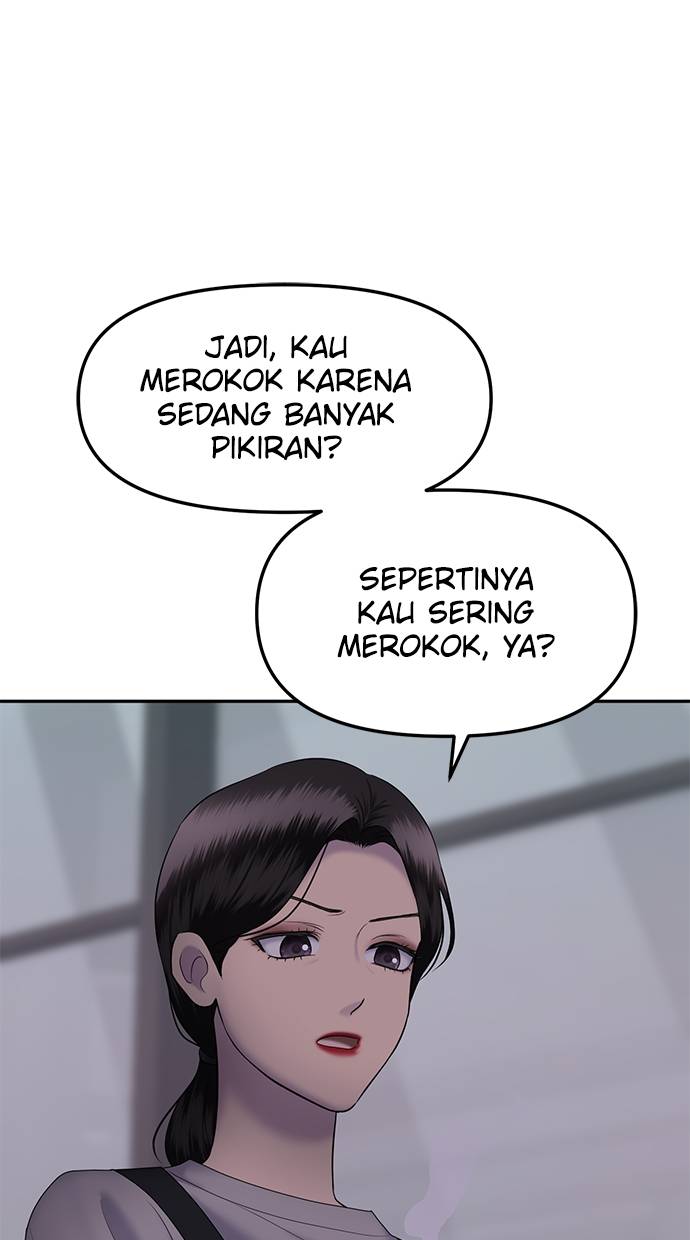 JADI, KAU
MEROKOK KARENA
SEDANG BANYAK
PIKIRAN?
SEPERTINYA
KAU SERING
MEROKOK, YA?